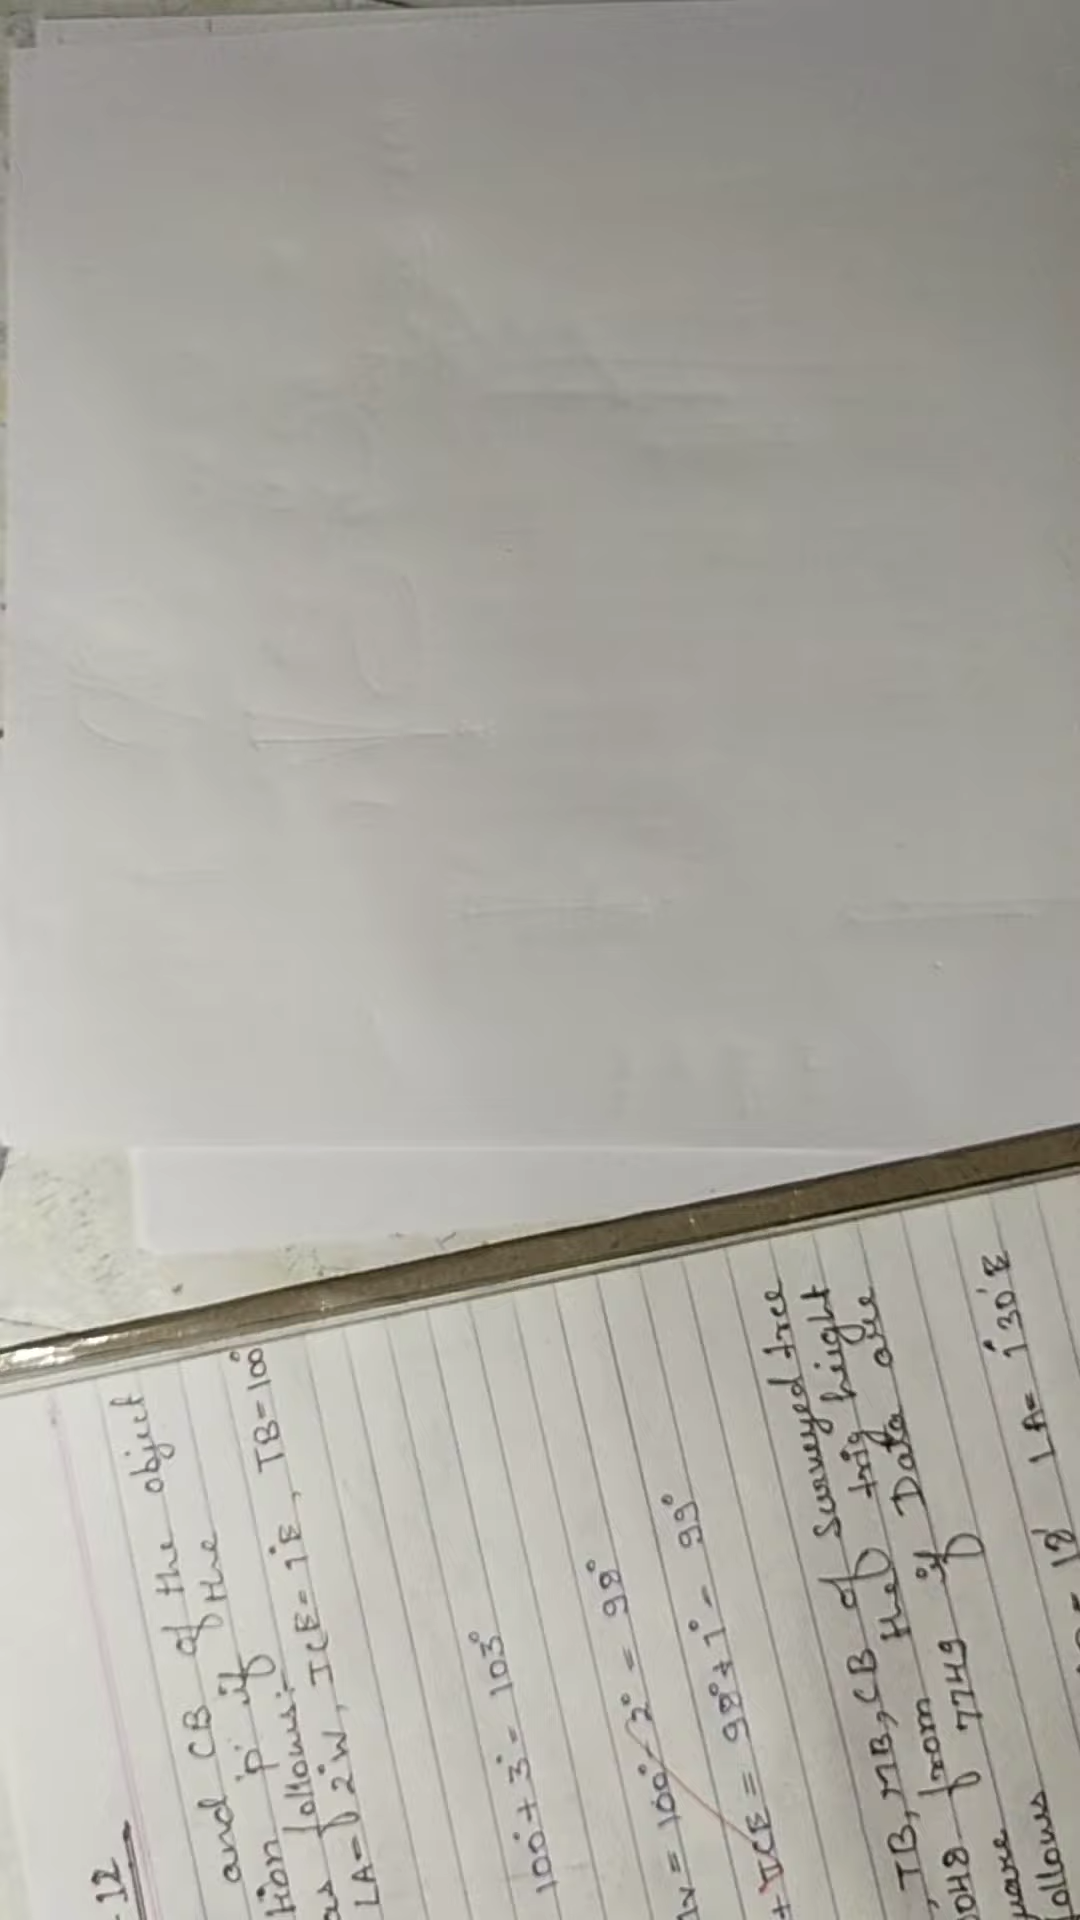 - 12
and CB of the object
tion 'p' if the
as follows:-
LA = 2°W, ICE = 1°E, TB = 100°
100° + 3° = 103°
= 100° - 2° = 98°
+ ICE = 98° + 1° = 99°
, TB, MB, CB of Surveyed tree
from the trig height
7749 if Data are
follows
18 LA = 1°30'E